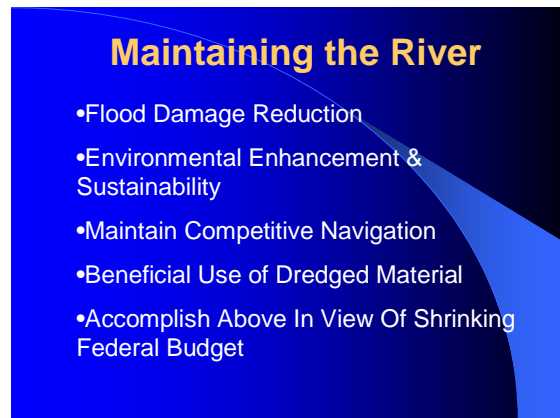 Maintaining the River
•Flood Damage Reduction
•Environmental Enhancement &
Sustainability
•Maintain Competitive Navigation
•Beneficial Use of Dredged Material
•Accomplish Above In View Of Shrinking
Federal Budget